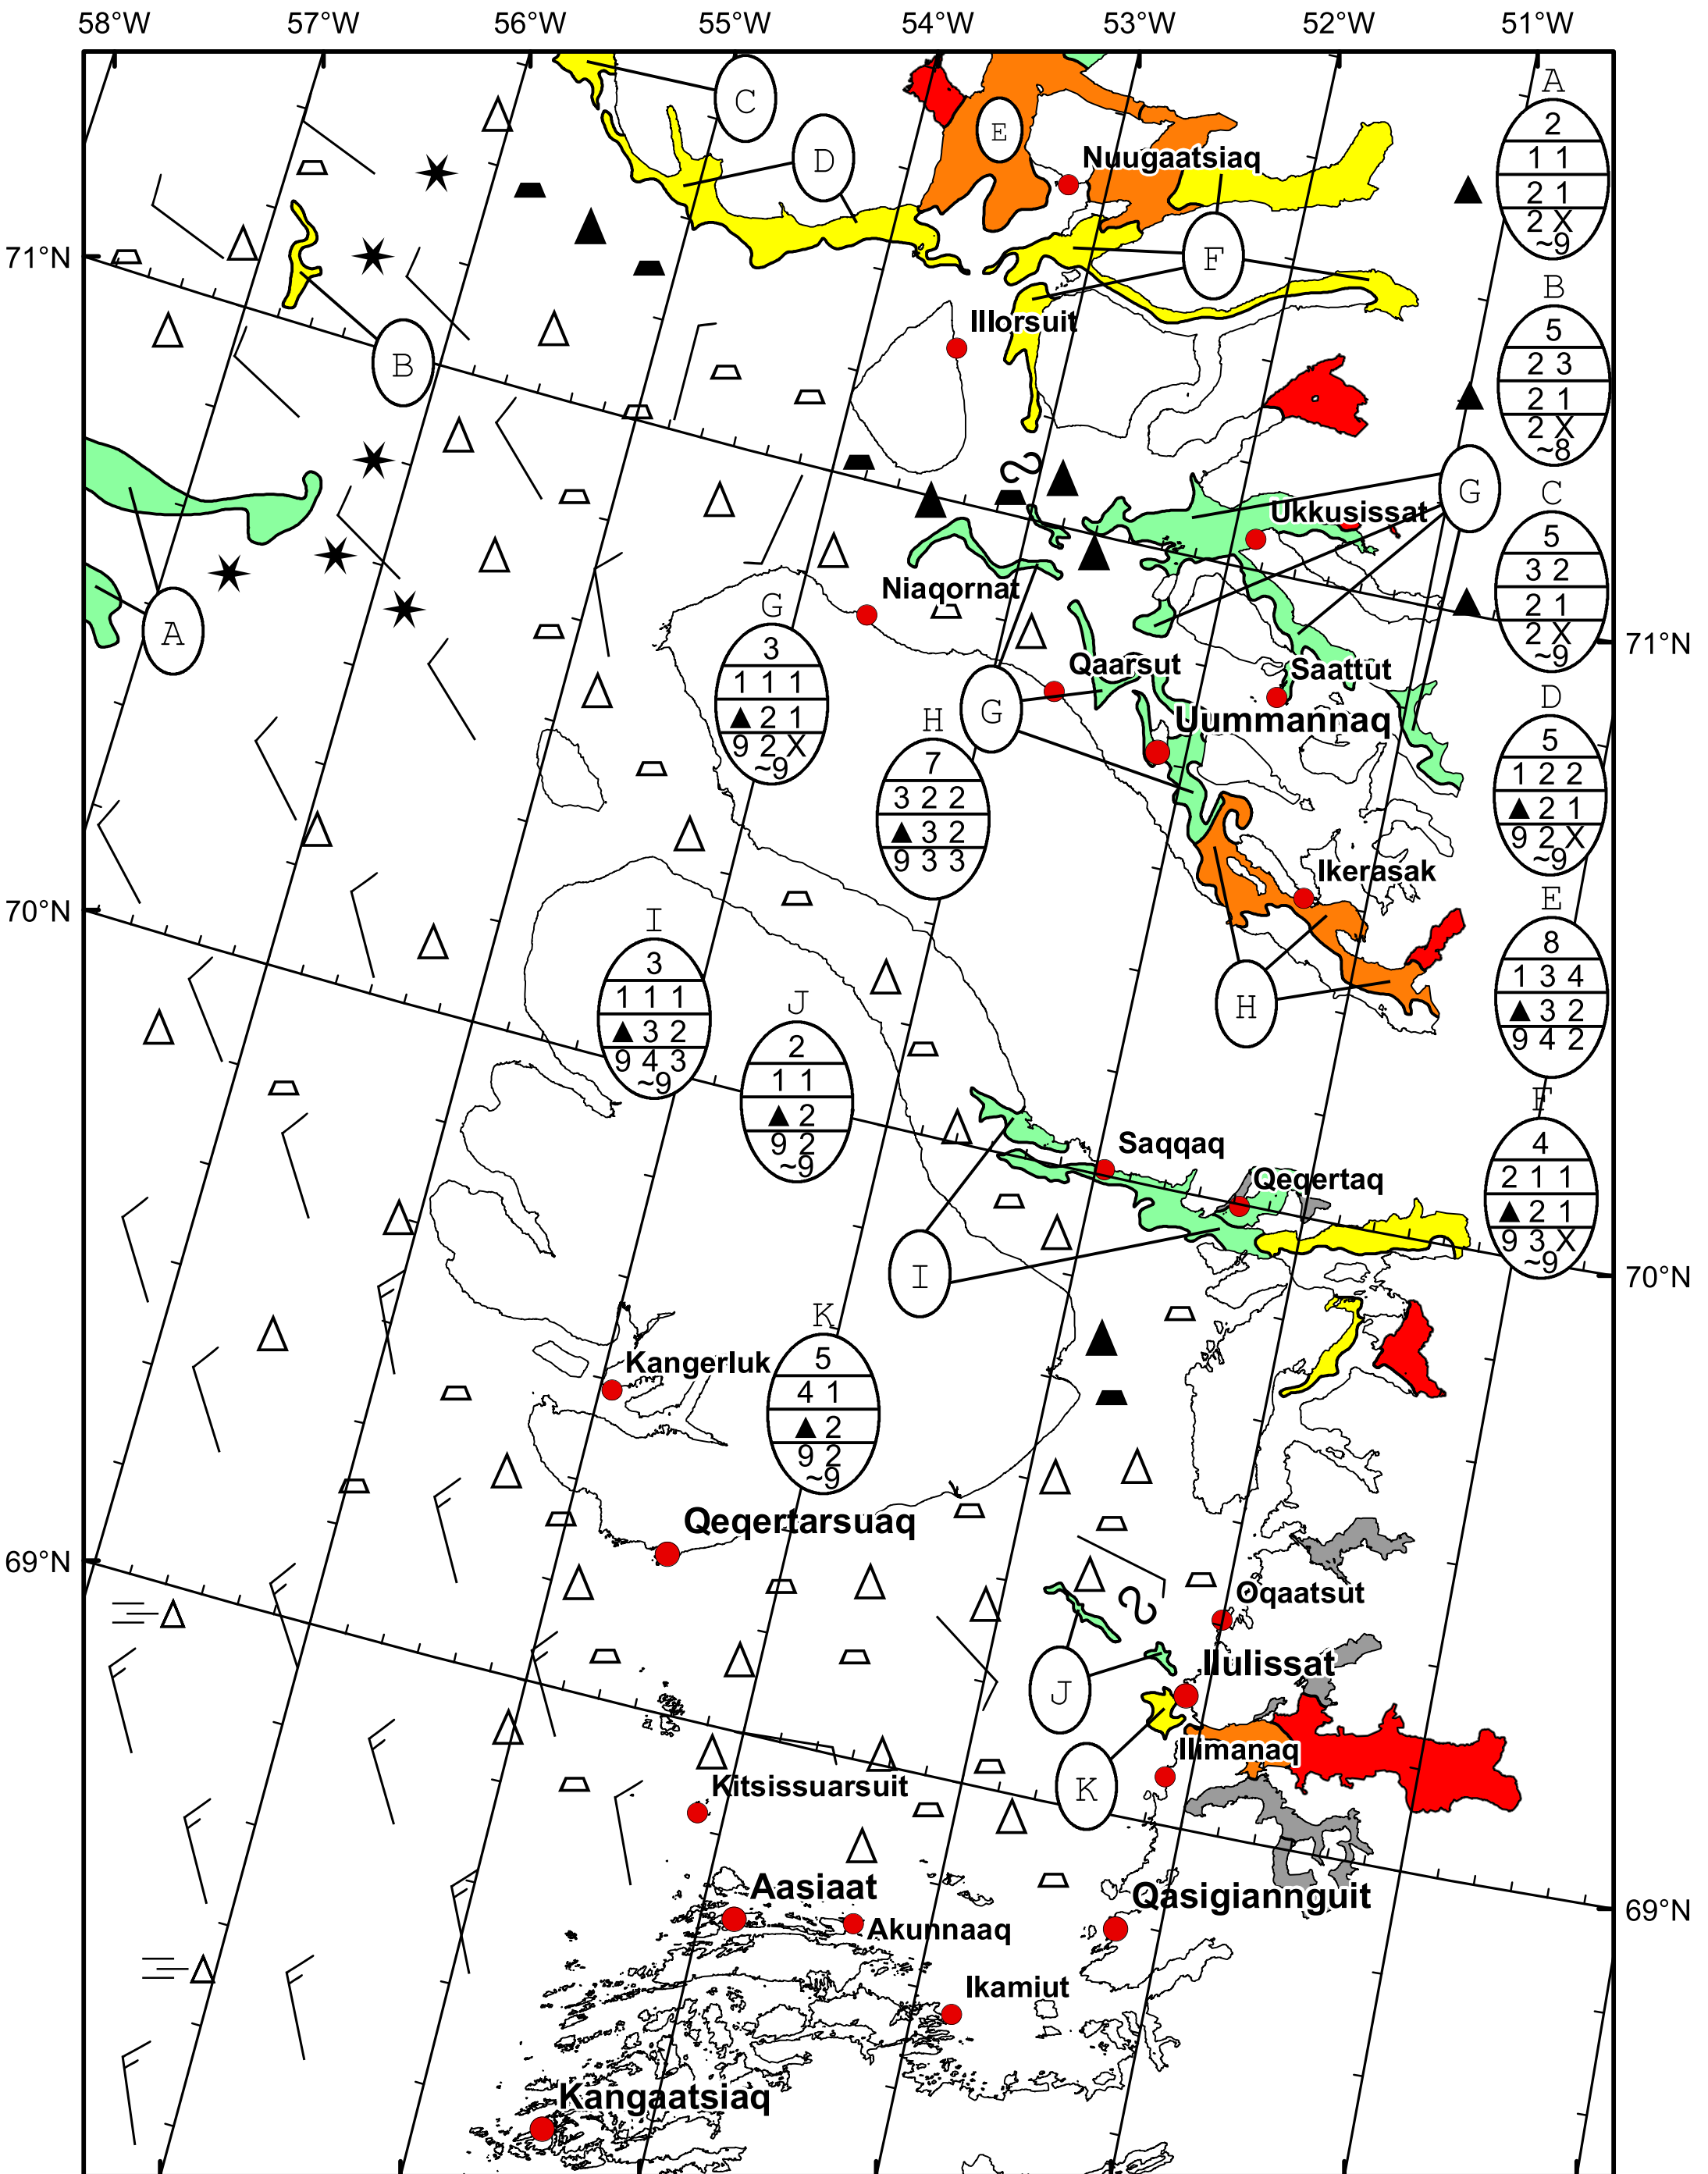 58°W 57°W 56°W 55°W 54°W 53°W 52°W 51°W
A
2
1 1
2 1
2 X
~9
C
E
D
Nuugaatsiaq
71°N
F
B
5
2 3
2 1
2 X
~8
Illorsuit
B
G
C
5
3 2
2 1
2 X
~9
Ukkusissat
Niaqornat
A
G
3
1 1 1
▲ 2 1
9 2 X
~9
71°N
Qaarsut
Saattut
G
Uummannaq
D
5
1 2 2
▲ 2 1
9 2 X
~9
H
7
3 2 2
▲ 3 2
9 3 3
Ikerasak
70°N
E
8
1 3 4
▲ 3 2
9 4 2
I
3
1 1 1
▲ 3 2
9 4 3
~9
H
J
2
1 1
▲ 2
9 2
~9
F
4
2 1 1
▲ 2 1
9 3 X
~9
Saqqaq
Qeqertaq
I
70°N
K
5
4 1
▲ 2
9 2
~9
Kangerluk
Qeqertarsuaq
69°N
Oqaatsut
Ilulissat
J
Ilimanaq
K
Kitsissuarsuit
Aasiaat
Qasigiannguit
69°N
Akunnaaq
Ikamiut
Kangaatsiaq